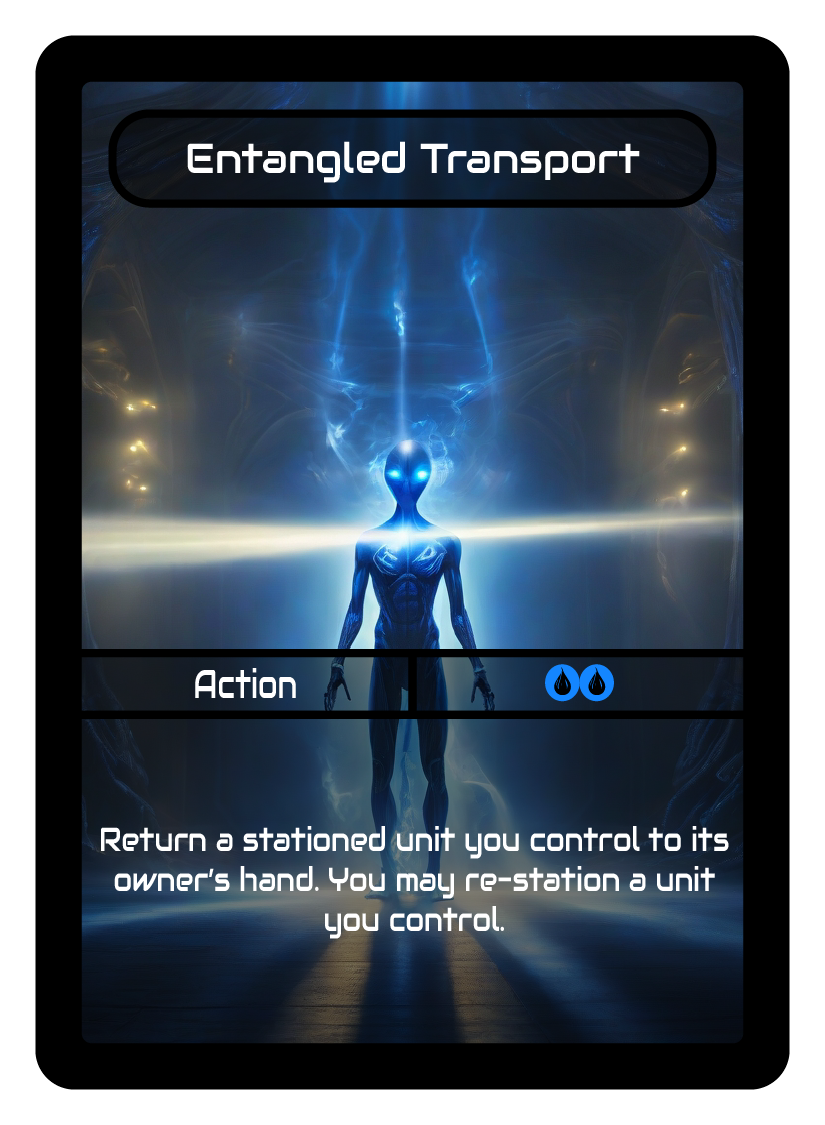 Entangled Transport
Action
Return a stationed unit you control to its
owner's hand. You may re-station a unit
you control.